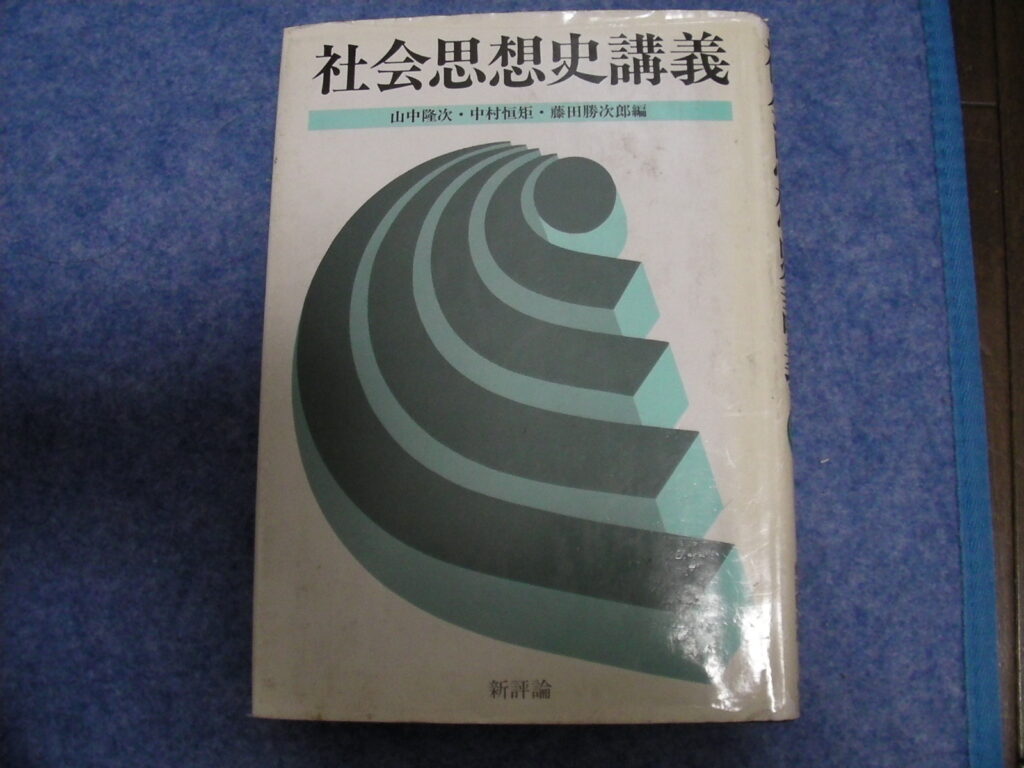 社会思想史講義
山中隆次・中村恒矩・藤田勝次郎編
新評論